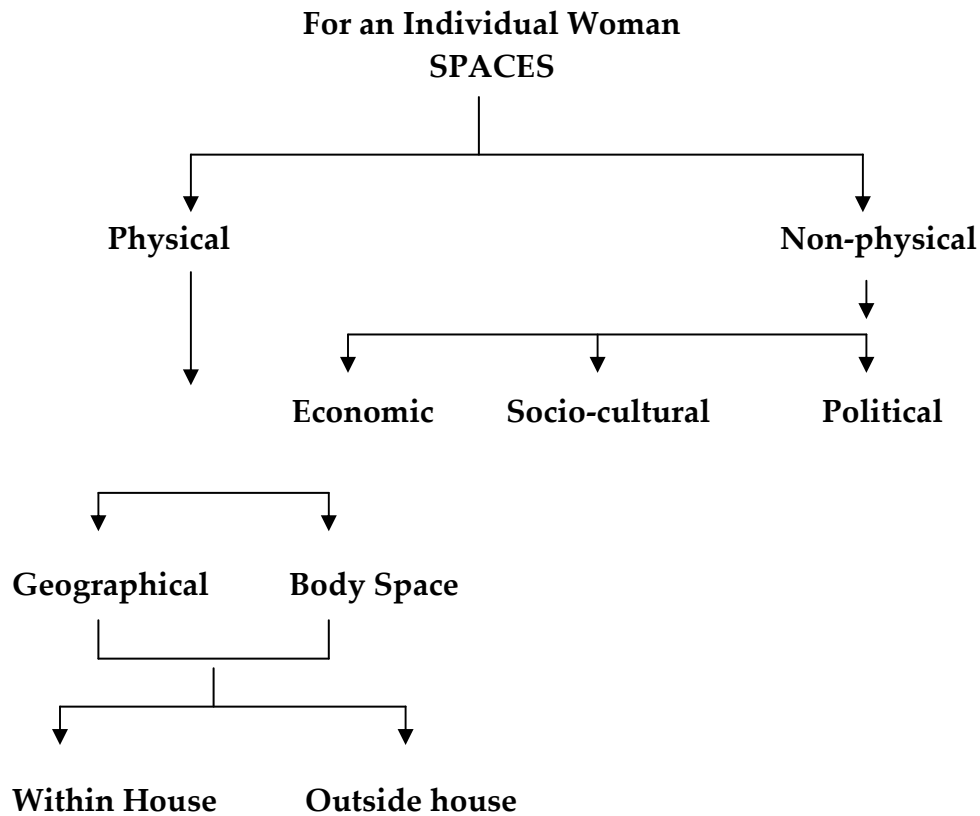 For an Individual Woman
SPACES
Physical
Non-physical
Economic
Socio-cultural
Political
Geographical
Body Space
Within House
Outside house